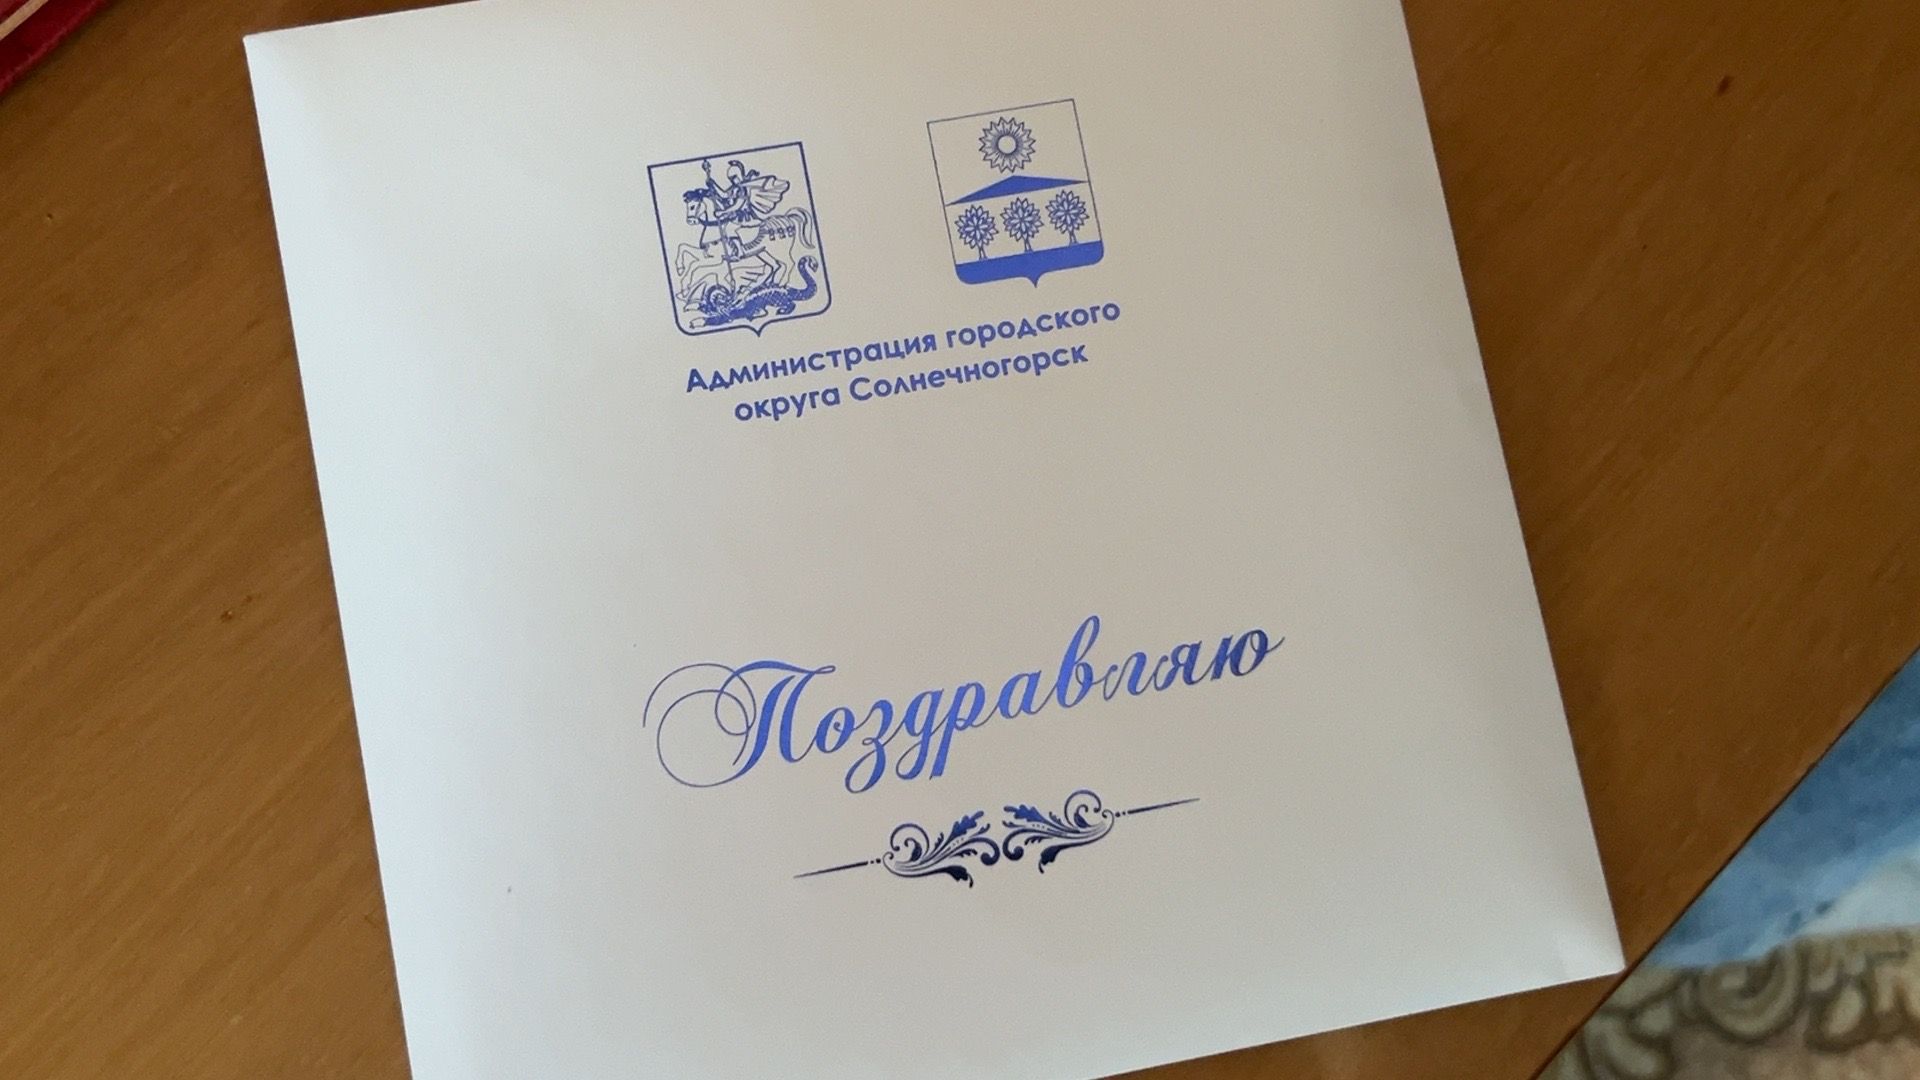 Администрация городского
округа Солнечногорск
Поздравляю